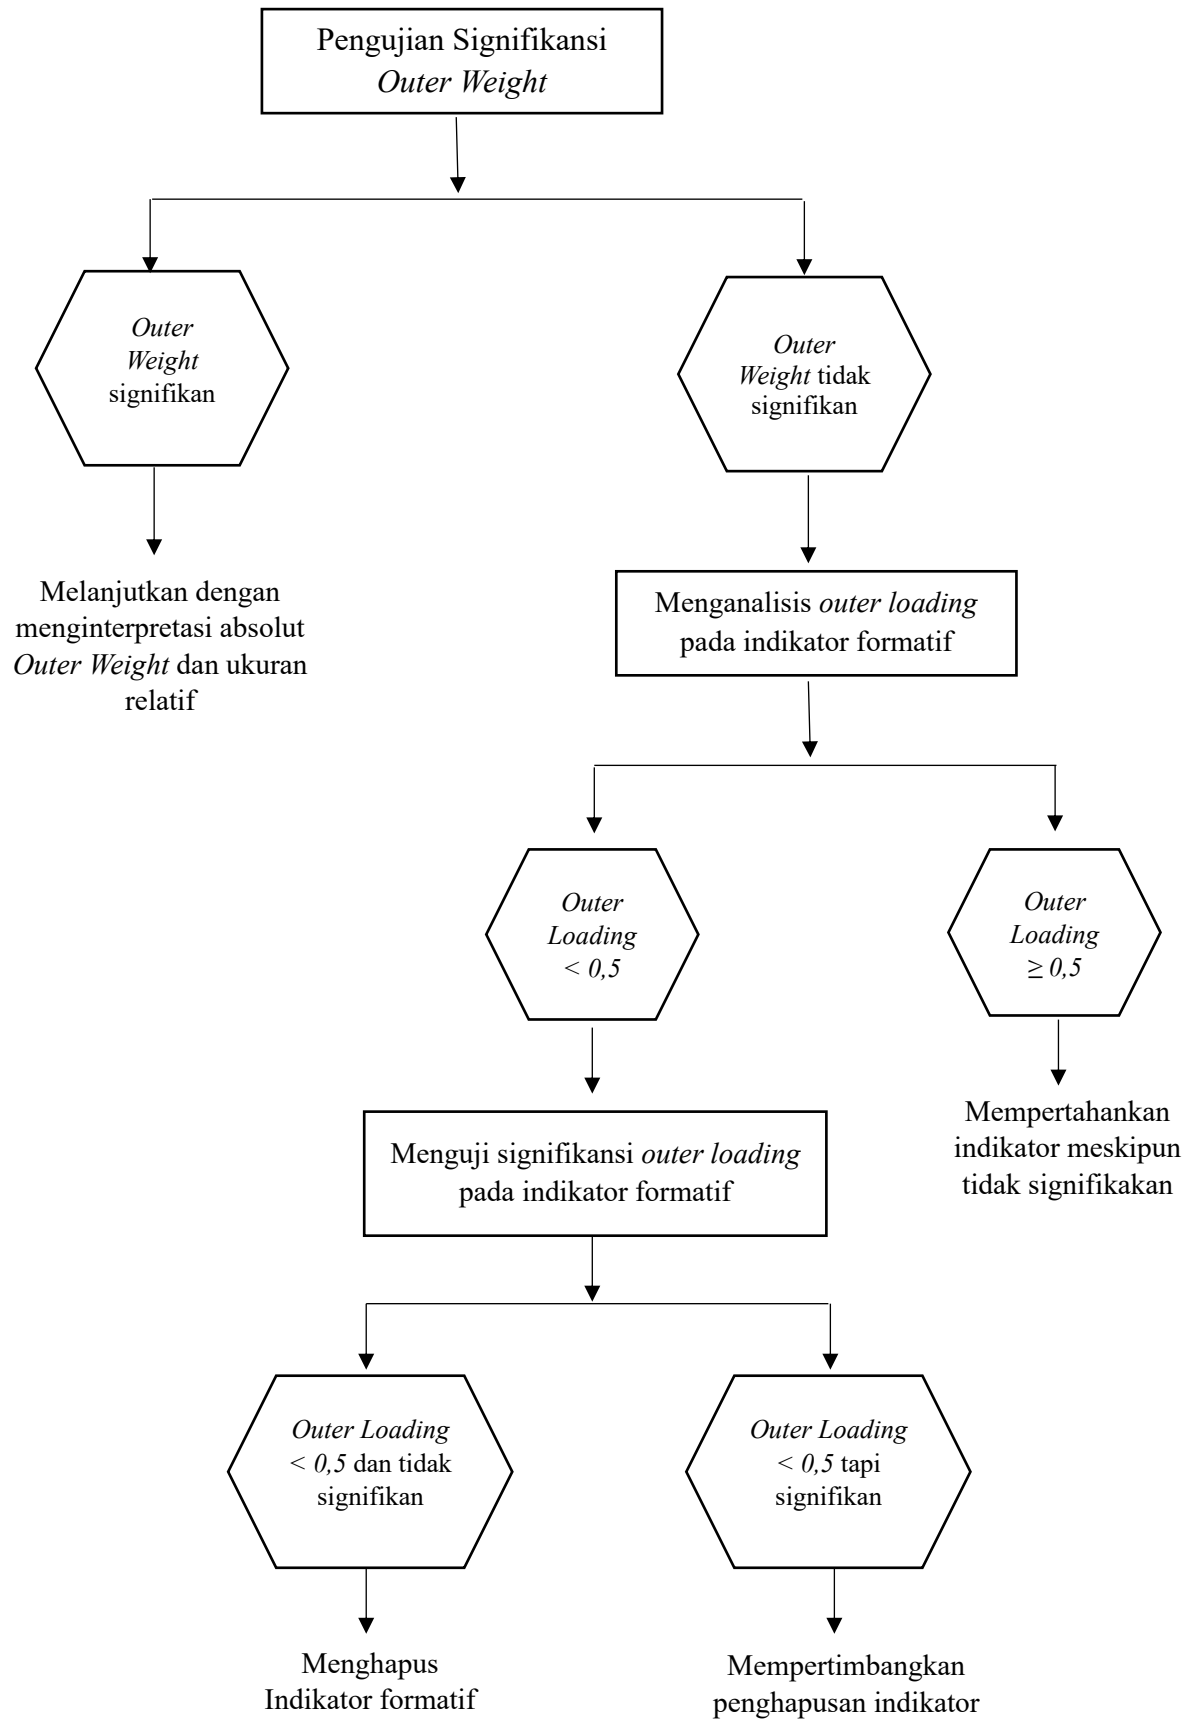 Pengujian Signifikansi
Outer Weight
Outer
Weight
signifikan
Outer
Weight tidak
signifikan
Melanjutkan dengan
menginterpretasi absolut
Outer Weight dan ukuran
relatif
Menganalisis outer loading
pada indikator formatif
Outer
Loading
< 0,5
Outer
Loading
≥ 0,5
Menguji signifikansi outer loading
pada indikator formatif
Mempertahankan
indikator meskipun
tidak signifikakan
Outer Loading
< 0,5 dan tidak
signifikan
Outer Loading
< 0,5 tapi
signifikan
Menghapus
Indikator formatif
Mempertimbangkan
penghapusan indikator